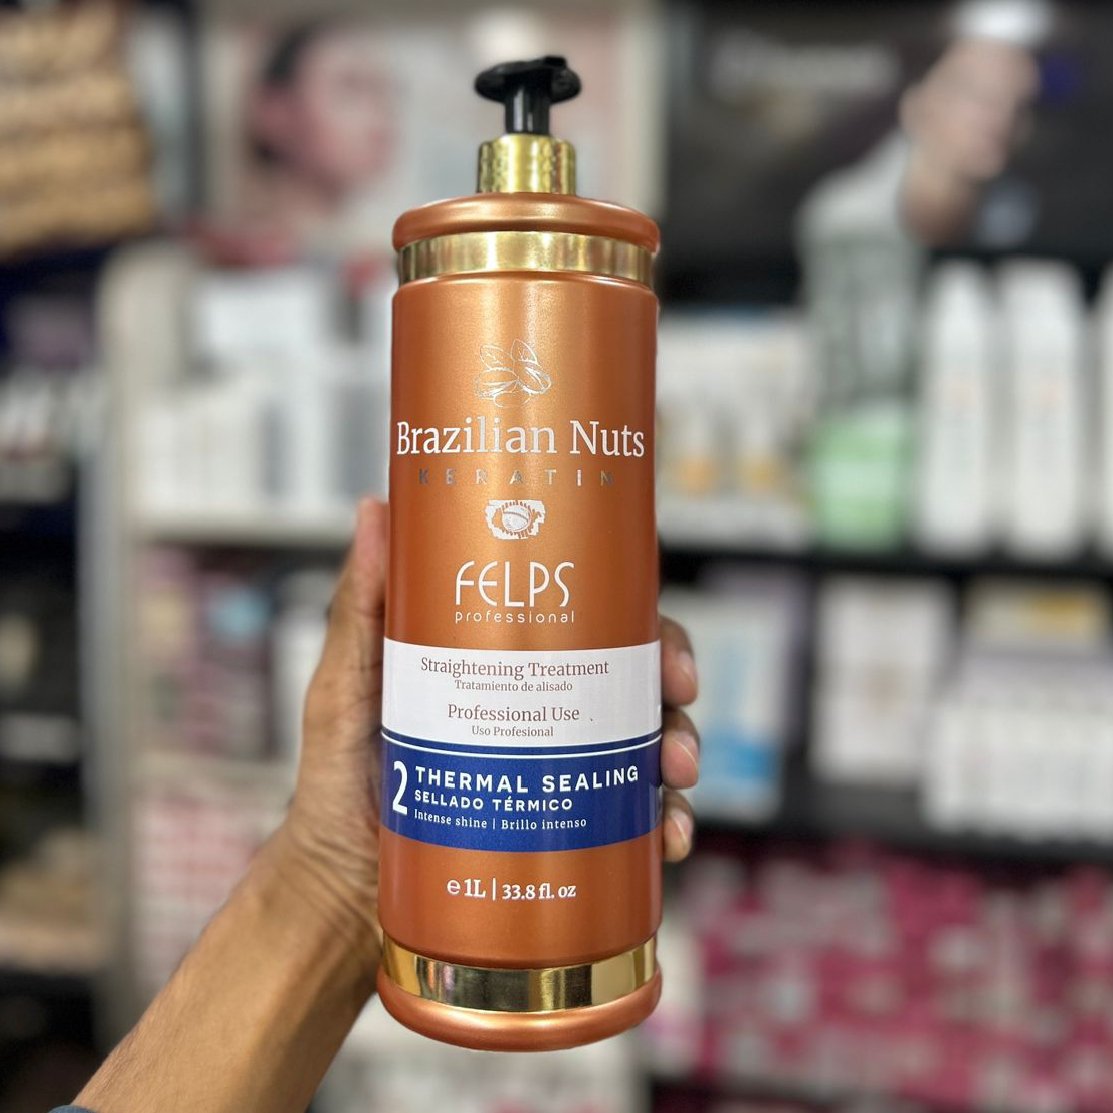 Brazilian Nuts
KERATIN
FELPS
professional
Straightening Treatment
Tratamiento de alisado
Professional Use
Uso Profesional
2 THERMAL SEALING
SELLADO TÉRMICO
Intense shine | Brillo intenso
℮ 1L | 33.8 fl. oz